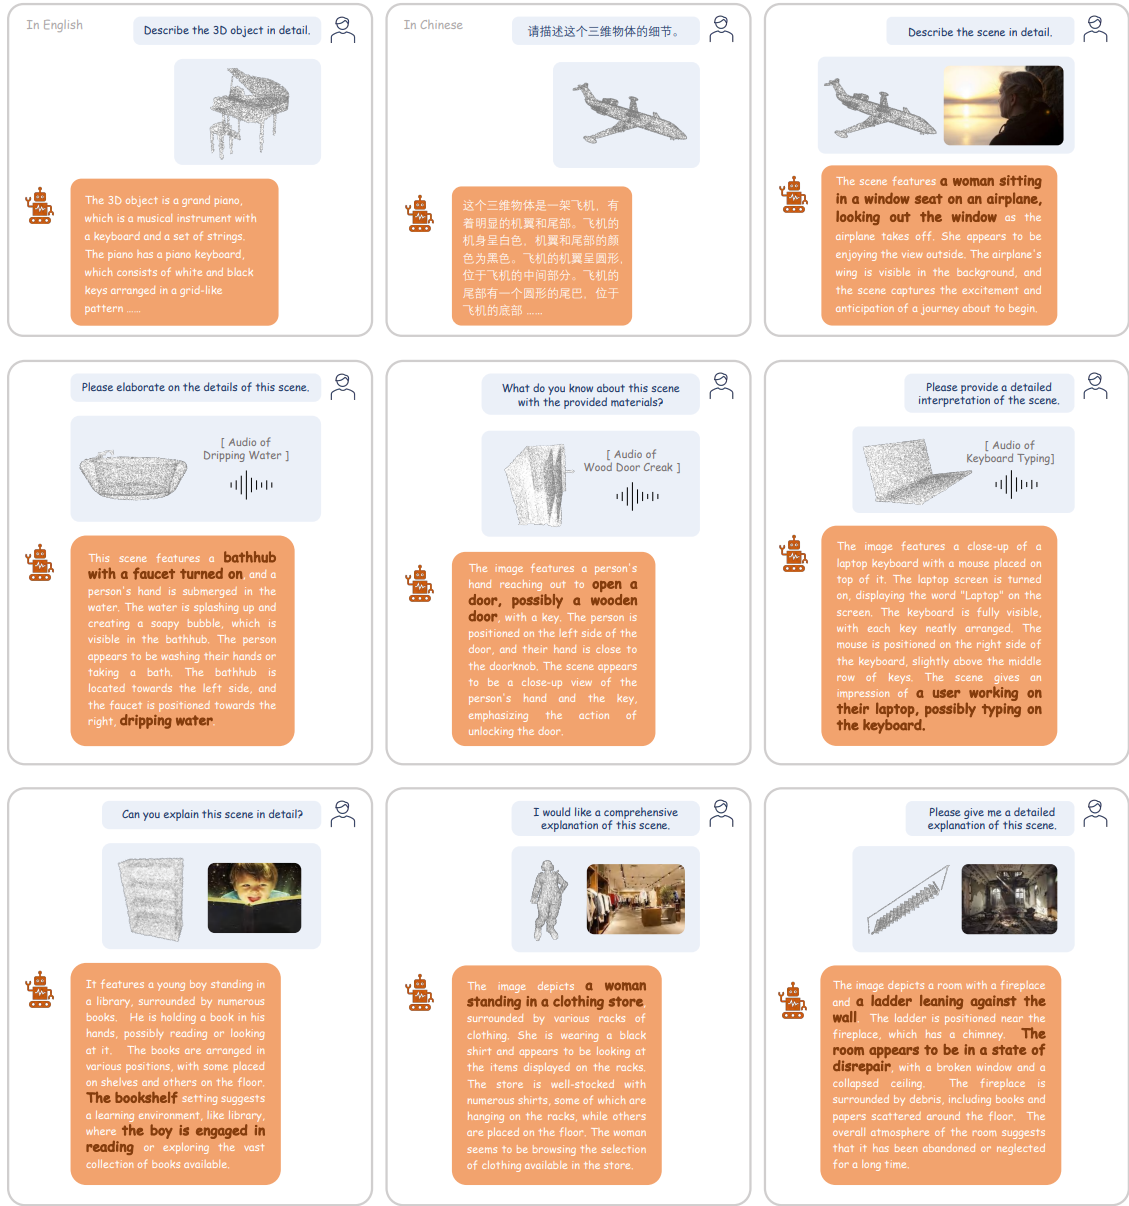 In English
Describe the 3D object in detail.
The 3D object is a grand piano,
which is a musical instrument with
a keyboard and a set of strings.
The piano has a piano keyboard,
which consists of white and black
keys arranged in a grid-like
pattern ......
In Chinese
请描述这个三维物体的细节。
这个三维物体是一架飞机，有
着明显的机翼和尾部。飞机的
机身呈白色，机翼和尾部的颜
色为黑色。飞机的机翼呈圆形，
位于飞机的中间部分。飞机的
尾部有一个圆形的尾巴，位于
飞机的底部 ......
Describe the scene in detail.
The scene features a woman sitting
in a window seat on an airplane,
looking out the window as the
airplane takes off. She appears to be
enjoying the view outside. The airplane's
wing is visible in the background, and
the scene captures the excitement and
anticipation of a journey about to begin.
Please elaborate on the details of this scene.
[ Audio of
Dripping Water ]
This scene features a bathhub
with a faucet turned on, and a
person's hand is submerged in the
water. The water is splashing up and
creating a soapy bubble, which is
visible in the bathhub. The person
appears to be washing their hands or
taking a bath. The bathhub is
located towards the left side, and
the faucet is positioned towards the
right, dripping water.
What do you know about this scene
with the provided materials?
[ Audio of
Wood Door Creak ]
The image features a person's
hand reaching out to open a
door, possibly a wooden
door, with a key. The person is
positioned on the left side of the
door, and their hand is close to
the doorknob. The scene appears
to be a close-up view of the
person's hand and the key,
emphasizing the action of
unlocking the door.
Please provide a detailed
interpretation of the scene.
[ Audio of
Keyboard Typing]
The image features a close-up of a
laptop keyboard with a mouse placed on
top of it. The laptop screen is turned
on, displaying the word "Laptop" on the
screen. The keyboard is fully visible,
with each key neatly arranged. The
mouse is positioned on the right side of
the keyboard, slightly above the middle
row of keys. The scene gives an
impression of a user working on
their laptop, possibly typing on
the keyboard.
Can you explain this scene in detail?
It features a young boy standing in
a library, surrounded by numerous
books. He is holding a book in his
hands, possibly reading or looking
at it. The books are arranged in
various positions, with some placed
on shelves and others on the floor.
The bookshelf setting suggests
a learning environment, like library,
where the boy is engaged in
reading or exploring the vast
collection of books available.
I would like a comprehensive
explanation of this scene.
The image depicts a woman
standing in a clothing store,
surrounded by various racks of
clothing. She is wearing a black
shirt and appears to be looking at
the items displayed on the racks.
The store is well-stocked with
numerous shirts, some of which are
hanging on the racks, while others
are placed on the floor. The woman
seems to be browsing the selection
of clothing available in the store.
Please give me a detailed
explanation of this scene.
The image depicts a room with a fireplace
and a ladder leaning against the
wall. The ladder is positioned near the
fireplace, which has a chimney. The
room appears to be in a state of
disrepair, with a broken window and a
collapsed ceiling. The fireplace is
surrounded by debris, including books and
papers scattered around the floor. The
overall atmosphere of the room suggests
that it has been abandoned or neglected
for a long time.